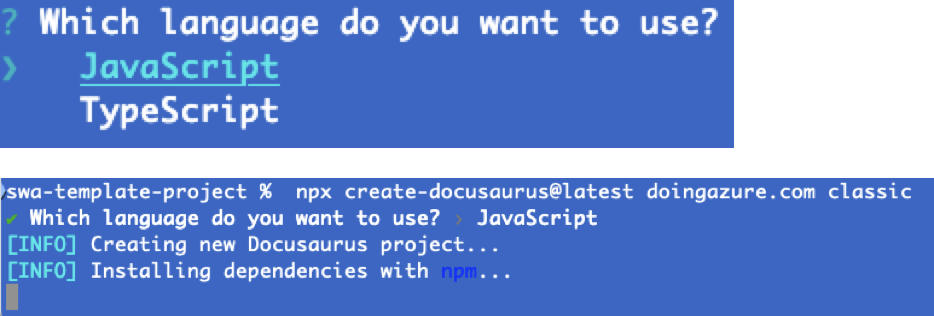 ? Which language do you want to use?
❯ JavaScript
TypeScript
swa-template-project % npx create-docusaurus@latest doingazure.com classic
✔ Which language do you want to use? › JavaScript
[INFO] Creating new Docusaurus project...
[INFO] Installing dependencies with npm...